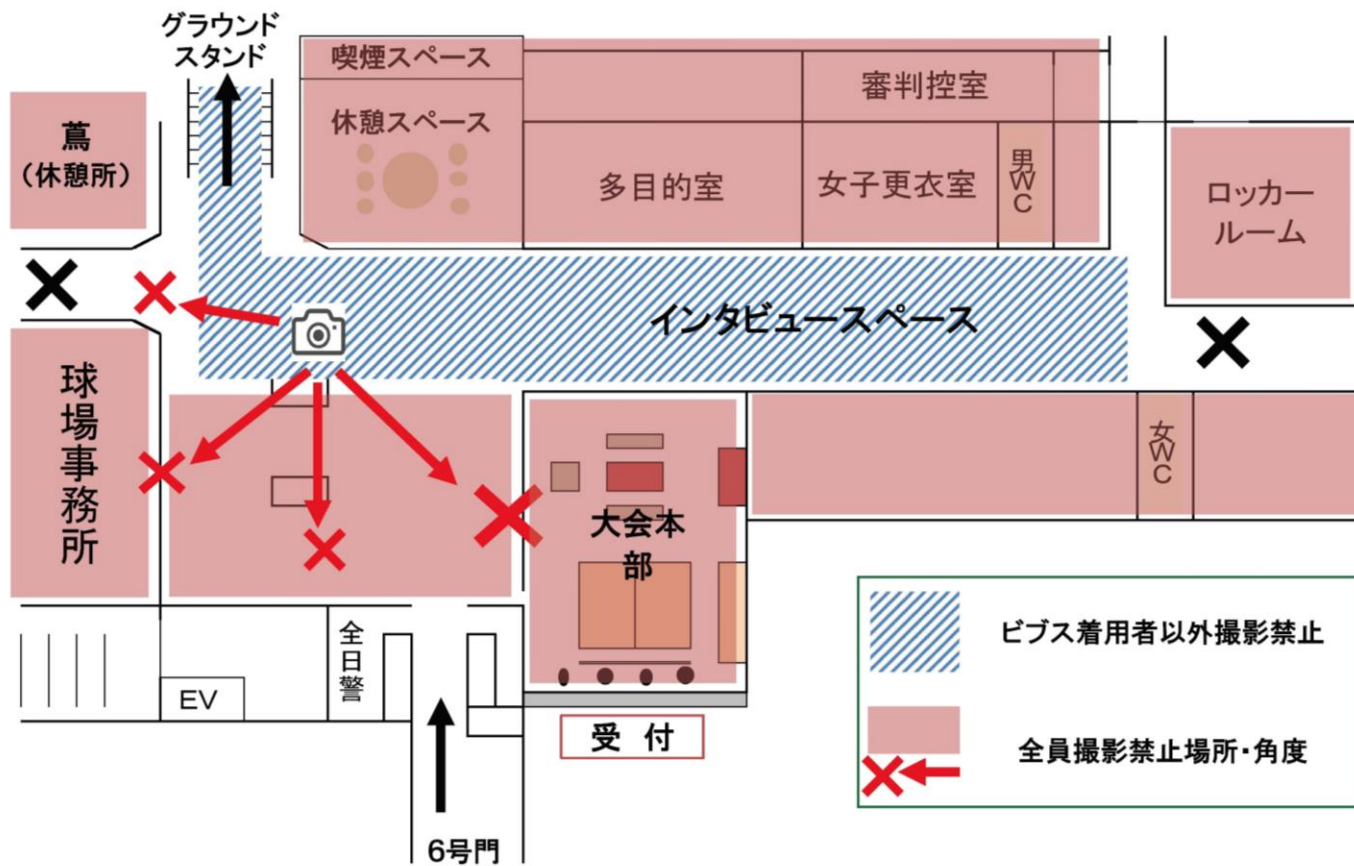 グラウンド
スタンド
喫煙スペース
審判控室
蔦
(休憩所)
休憩スペース
多目的室
女子更衣室
男WC
ロッカー
ルーム
インタビュースペース
球場事務所
女WC
大会本
部
ビブス着用者以外撮影禁止
全日警
EV
受 付
全員撮影禁止場所・角度
6号門